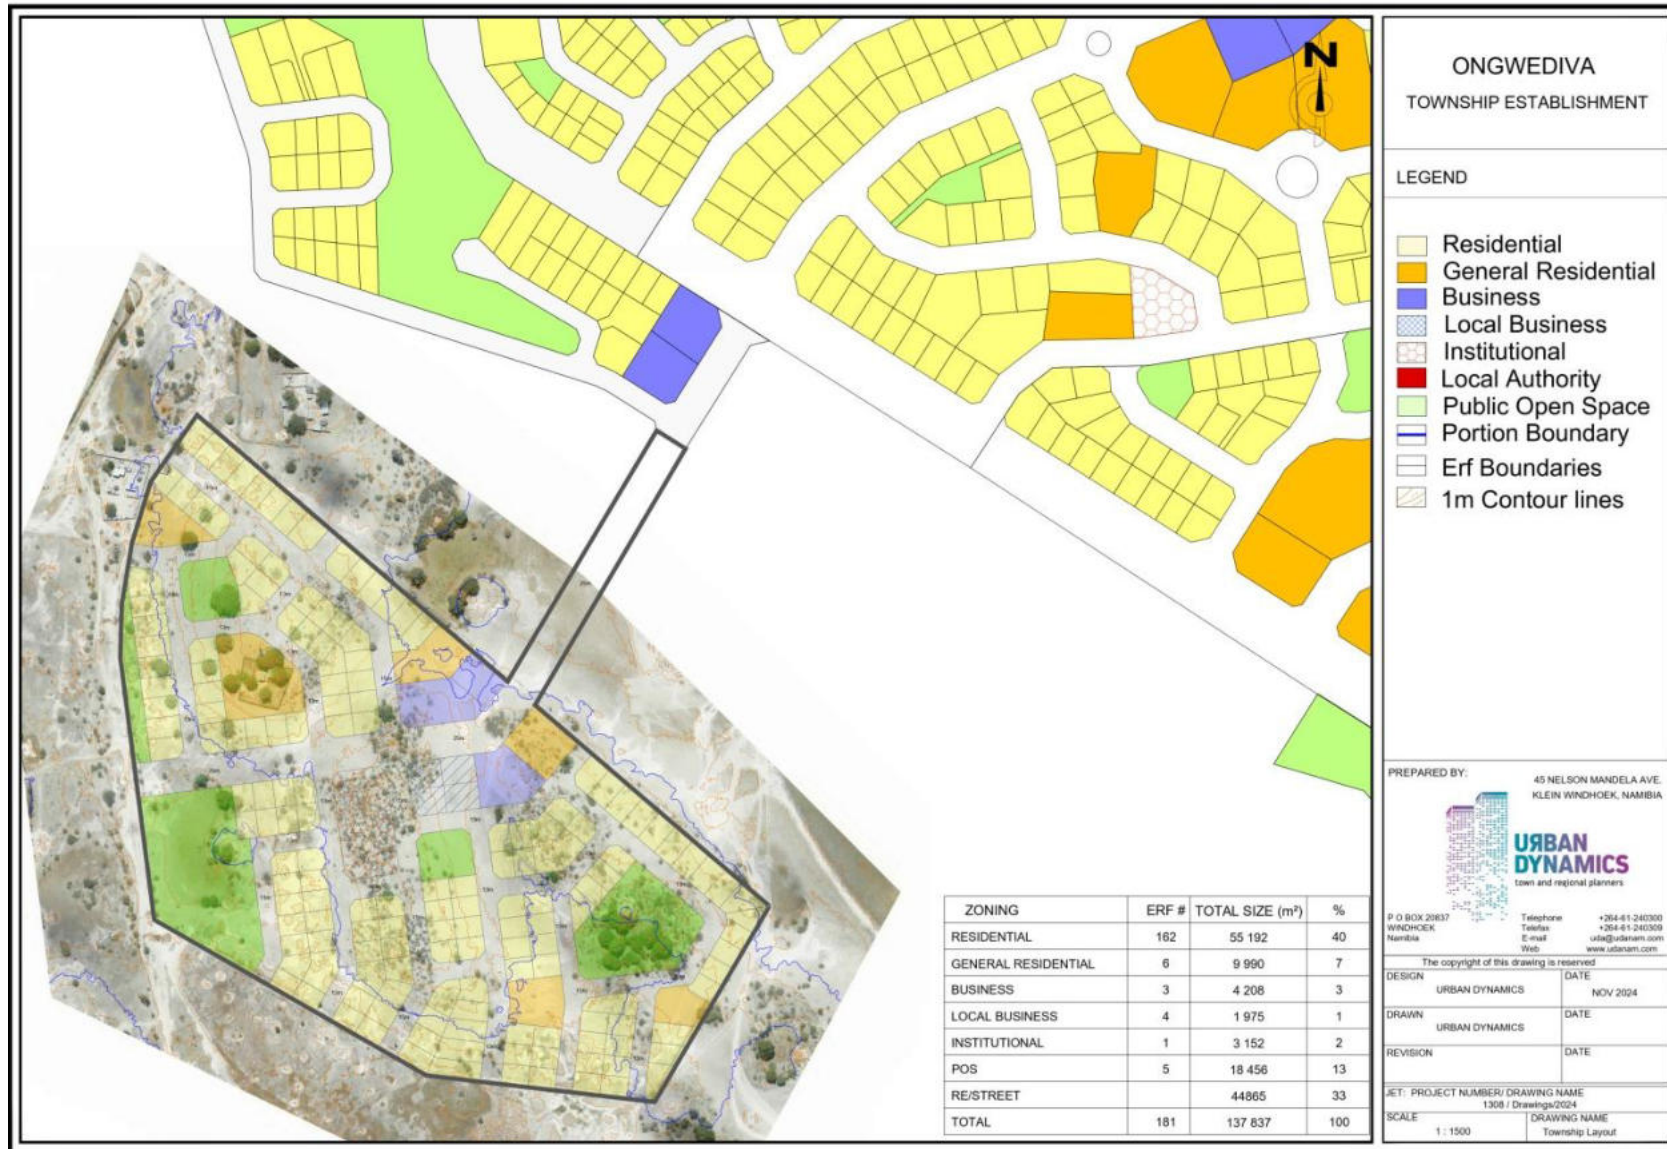 N
ONGWEDIVA
TOWNSHIP ESTABLISHMENT
LEGEND
Residential
General Residential
Business
Local Business
Institutional
Local Authority
Public Open Space
Portion Boundary
Erf Boundaries
1m Contour lines
ZONING ERF # TOTAL SIZE (m²) %
RESIDENTIAL 162 55 192 40
GENERAL RESIDENTIAL 6 9 990 7
BUSINESS 3 4 208 3
LOCAL BUSINESS 4 1 975 1
INSTITUTIONAL 1 3 152 2
POS 5 18 456 13
RE/STREET 44865 33
TOTAL 181 137 837 100
PREPARED BY:
45 NELSON MANDELA AVE.
KLEIN WINDHOEK, NAMIBIA
URBAN
DYNAMICS
town and regional planners
P O BOX 20837 Telephone +264-61-240300
WINDHOEK Telefax +264-61-240309
Namibia E-mail uda@udanam.com
Web www.udanam.com
The copyright of this drawing is reserved
DESIGN DATE
URBAN DYNAMICS NOV 2024
DRAWN DATE
URBAN DYNAMICS
REVISION DATE
JET: PROJECT NUMBER/ DRAWING NAME
1308 / Drawings/2024
SCALE DRAWING NAME
1 : 1500 Township Layout